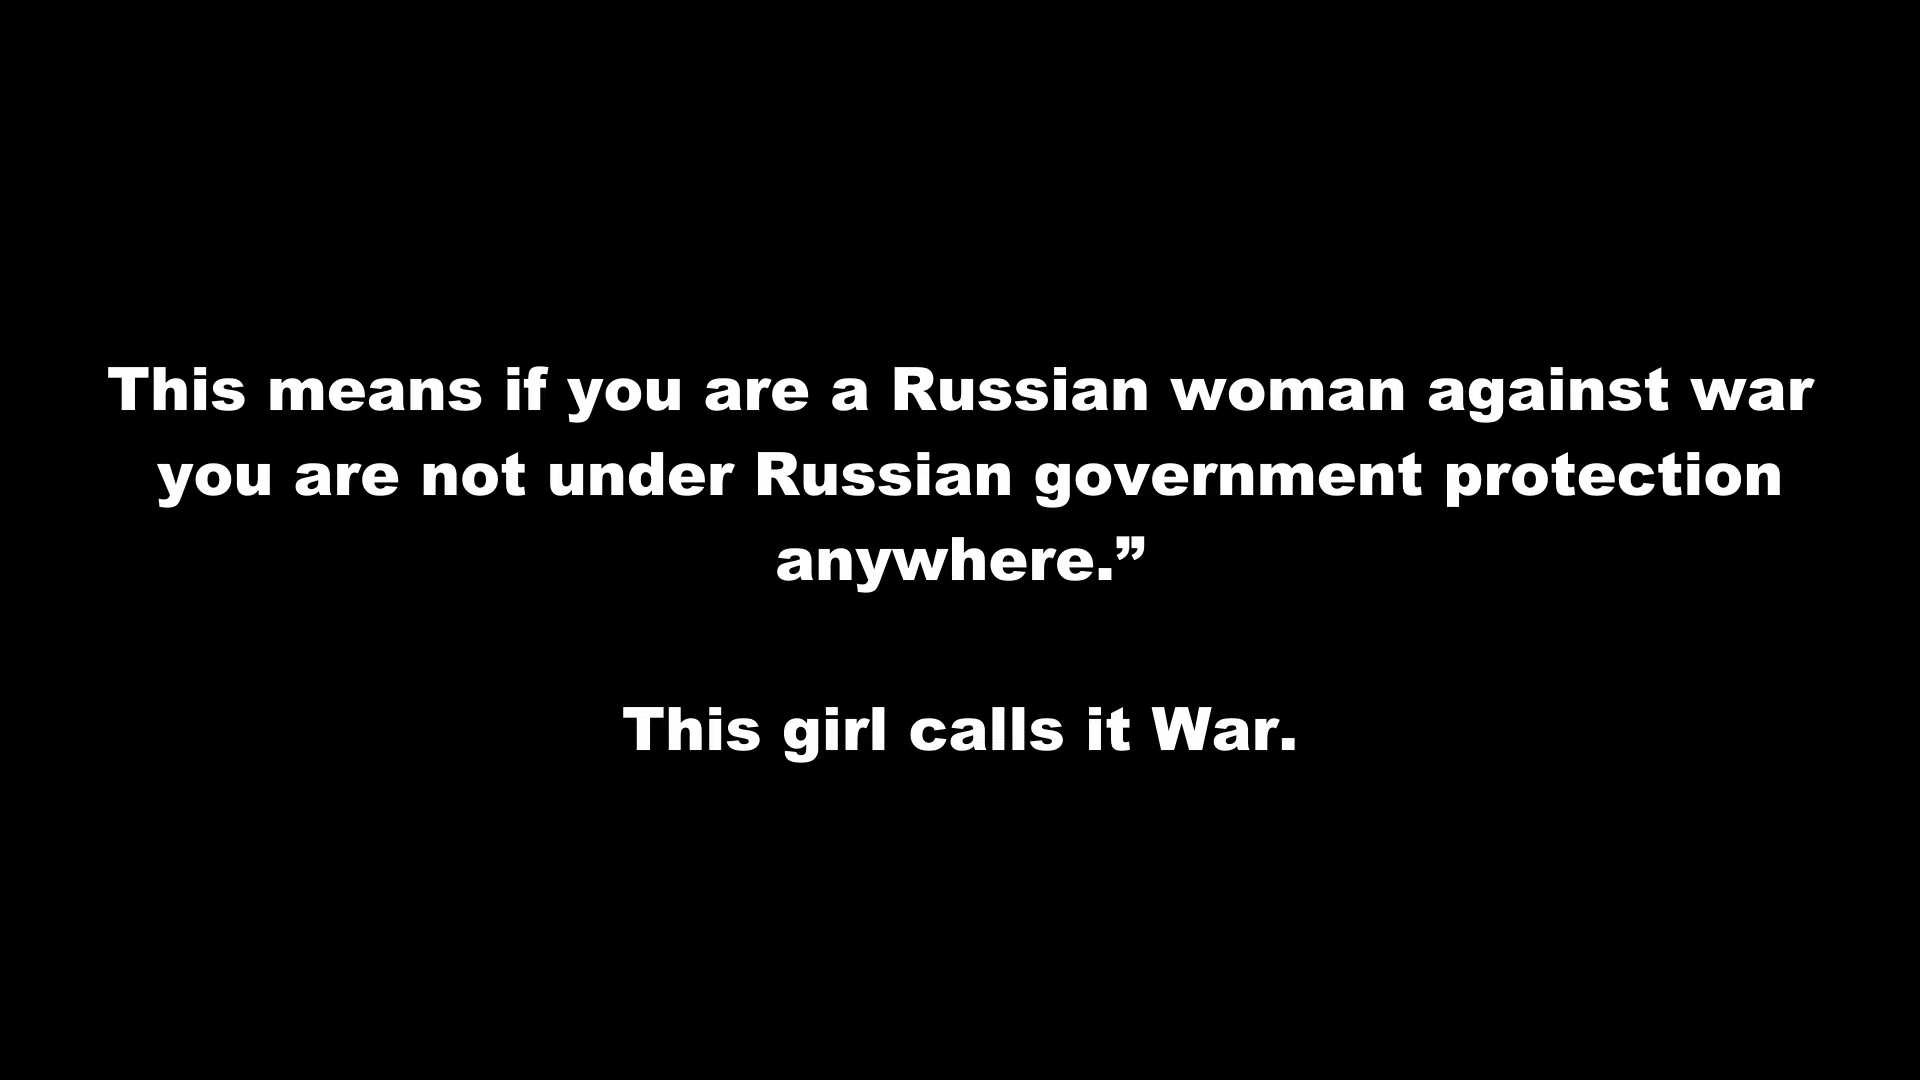 This means if you are a Russian woman against war
you are not under Russian government protection
anywhere.”
This girl calls it War.